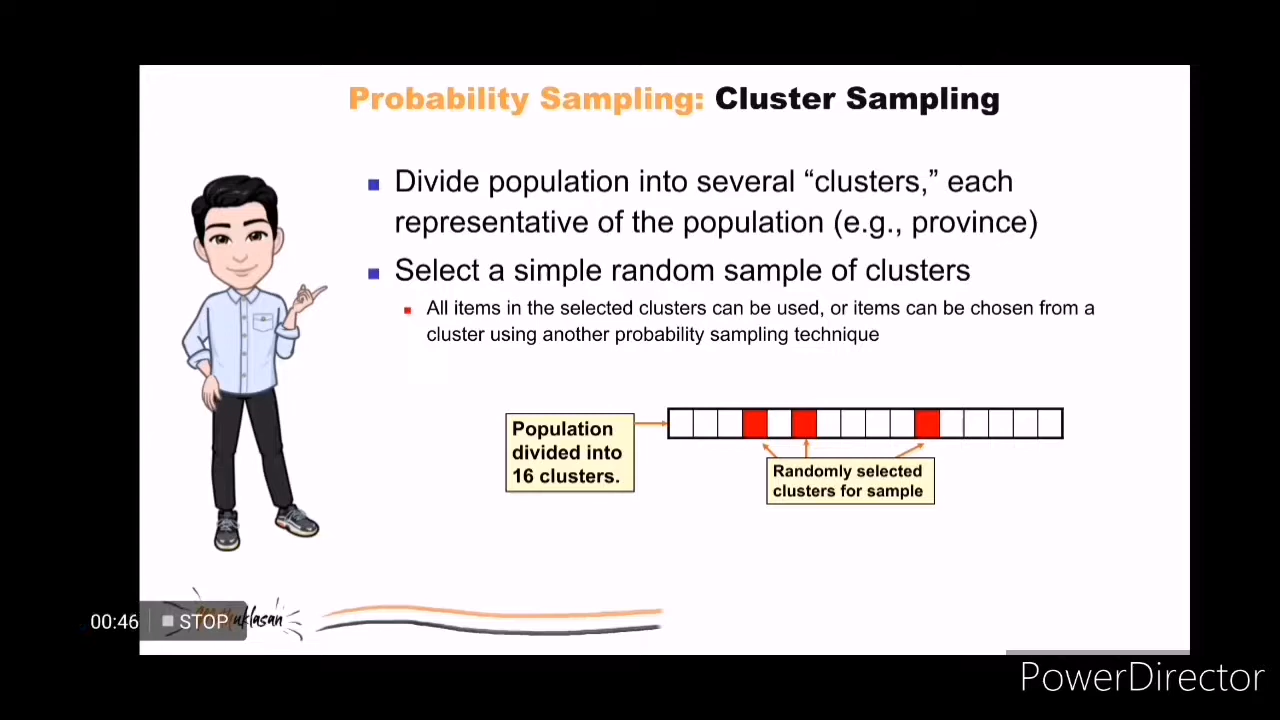 Probability Sampling: Cluster Sampling
Divide population into several “clusters,” each
representative of the population (e.g., province)
Select a simple random sample of clusters
All items in the selected clusters can be used, or items can be chosen from a
cluster using another probability sampling technique
Population
divided into
16 clusters.
Randomly selected
clusters for sample
00:46
STOP
PowerDirector